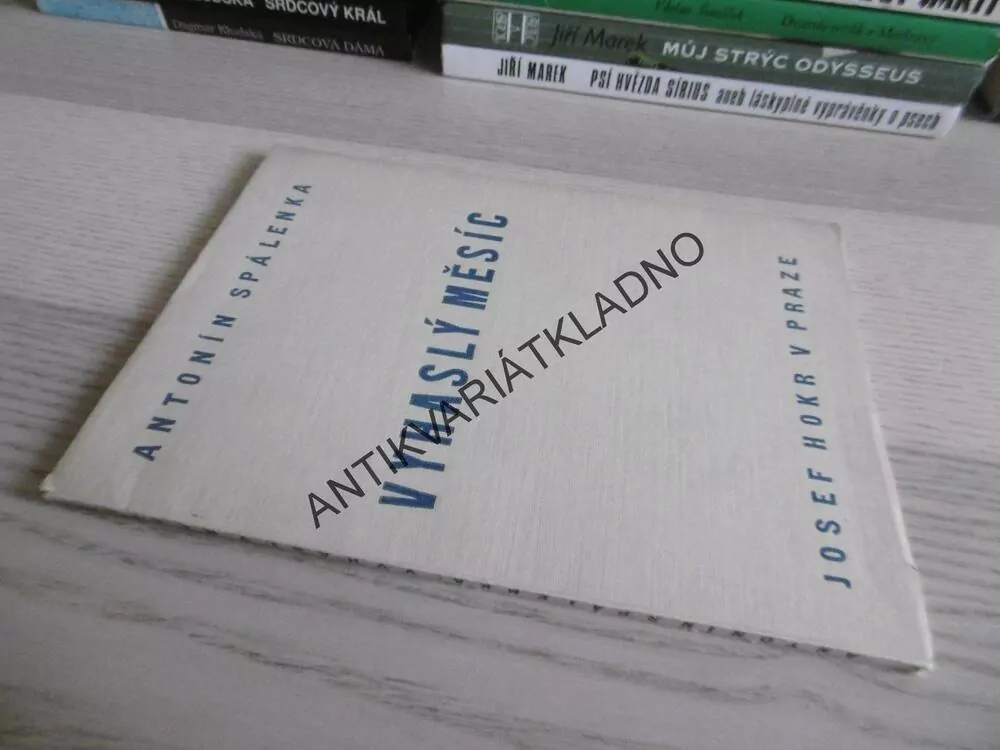 SRDCOVÝ KRÁL
Dagmar Rhodská SRDCOVÁ DÁMA
Jiří Marek MŮJ STRÝC ODYSSEUS
JIŘÍ MAREK PSÍ HVĚZDA SÍRIUS aneb láskyplné vyprávěnky o psech
ANTONÍN SPÁLENKA
VYHASLÝ MĚSÍC
JOSEF HOKR V PRAZE
ANTIKVARIÁTKLADNO